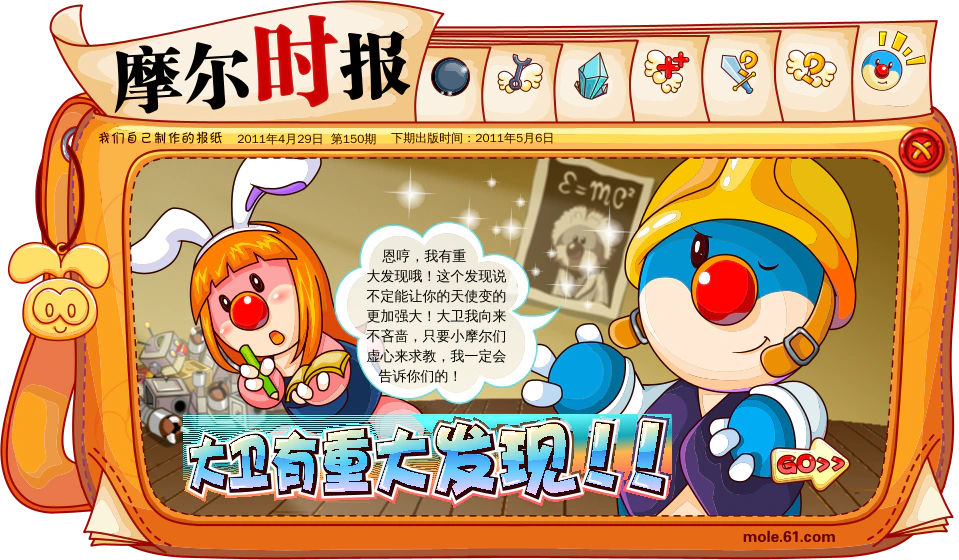 摩尔时报
我们自己制作的报纸 2011年4月29日 第150期 下期出版时间：2011年5月6日
E=MC²
恩哼，我有重
大发现哦！这个发现说
不定能让你的天使变的
更加强大！大卫我向来
不吝啬，只要小摩尔们
虚心来求教，我一定会
告诉你们的！
大卫有重大发现！！
GO>>
mole.61.com